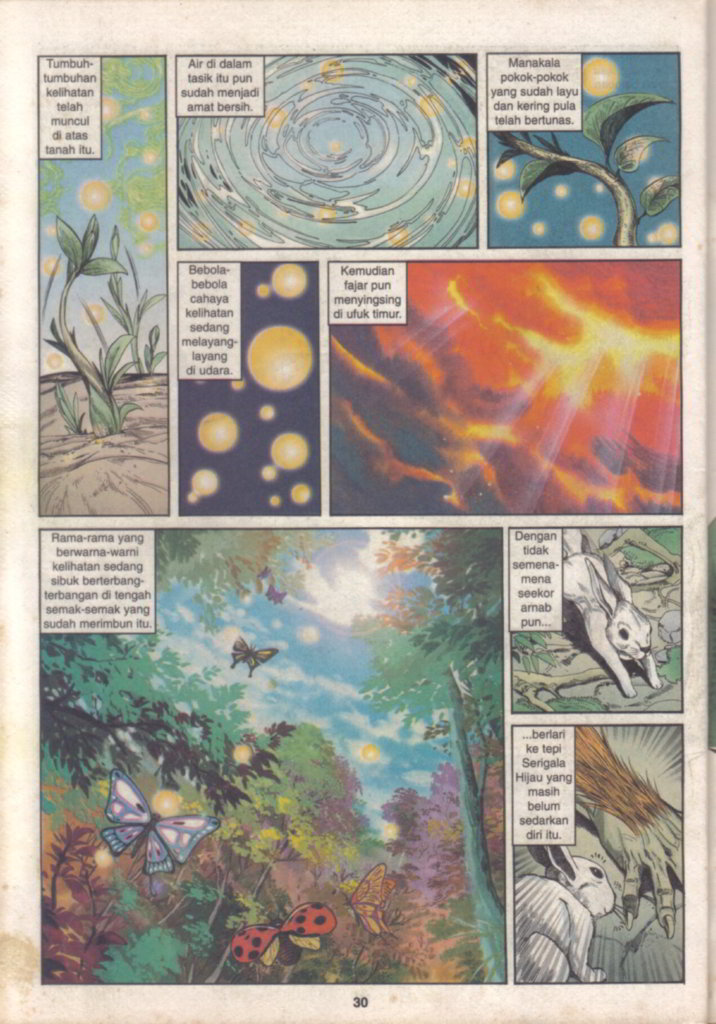 Tumbuh-
tumbuhan
kelihatan
telah
muncul
di atas
tanah itu.
Air di dalam
tasik itu pun
sudah menjadi
amat bersih.
Manakala
pokok-pokok
yang sudah layu
dan kering pula
telah bertunas.
Bebola-
bebola
cahaya
kelihatan
sedang
melayang-
layang
di udara.
Kemudian
fajar pun
menyingsing
di ufuk timur.
Rama-rama yang
berwarna-warni
kelihatan sedang
sibuk berterbang-
terbangan di tengah
semak-semak yang
sudah merimbun itu.
Dengan
tidak
semena-
mena
seekor
arnab
pun...
...berlari
ke tepi
Serigala
Hijau yang
masih
belum
sedarkan
diri itu.
30